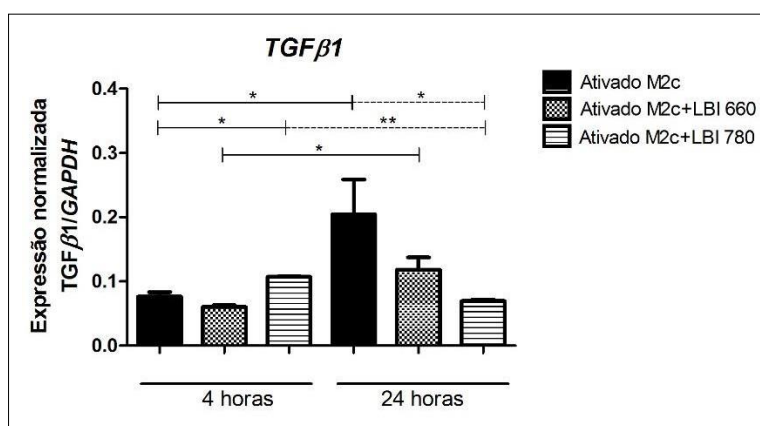 TGFβ1
Ativado M2c
Ativado M2c+LBI 660
Ativado M2c+LBI 780
Expressão normalizada
TGFβ1/GAPDH
0.4
0.3
0.2
0.1
0.0
* *
* **
*
4 horas 24 horas